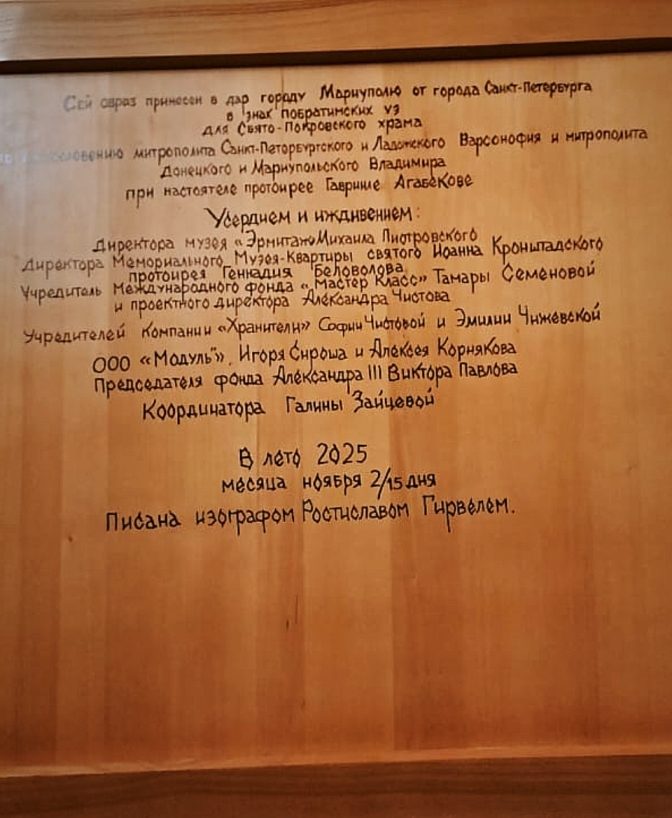 Сей образ принесен в дар городу Мариуполю от города Санкт-Петербурга
в знак побратимских уз
для Свято-Покровского храма
по благословению митрополита Санкт-Петербургского и Ладожского Варсонофия и митрополита
Донецкого и Мариупольского Владимира
при настоятеле протоирее Гаврииле Агабекове
Усердием и иждивением:
Директора музея «Эрмитаж» Михаила Пиотровского
Директора Мемориального Музея-Квартиры святого Иоанна Кронштадского
протоирея Геннадия Беловолова,
Учредитель Международного фонда «Мастер Класс» Тамары Семеновой
и проектного директора Александра Чистова
Учредителей Компании «Хранители» Софии Чистовой и Эмилии Чижевской
ООО «Модуль», Игоря Сироша и Алексея Корнякова
Председателя фонда Александра III Виктора Павлова
Координатора Галины Зайцевой
В лето 2025
месяца ноября 2/15 дня
Писана изографом Ростиславом Гирвелем.